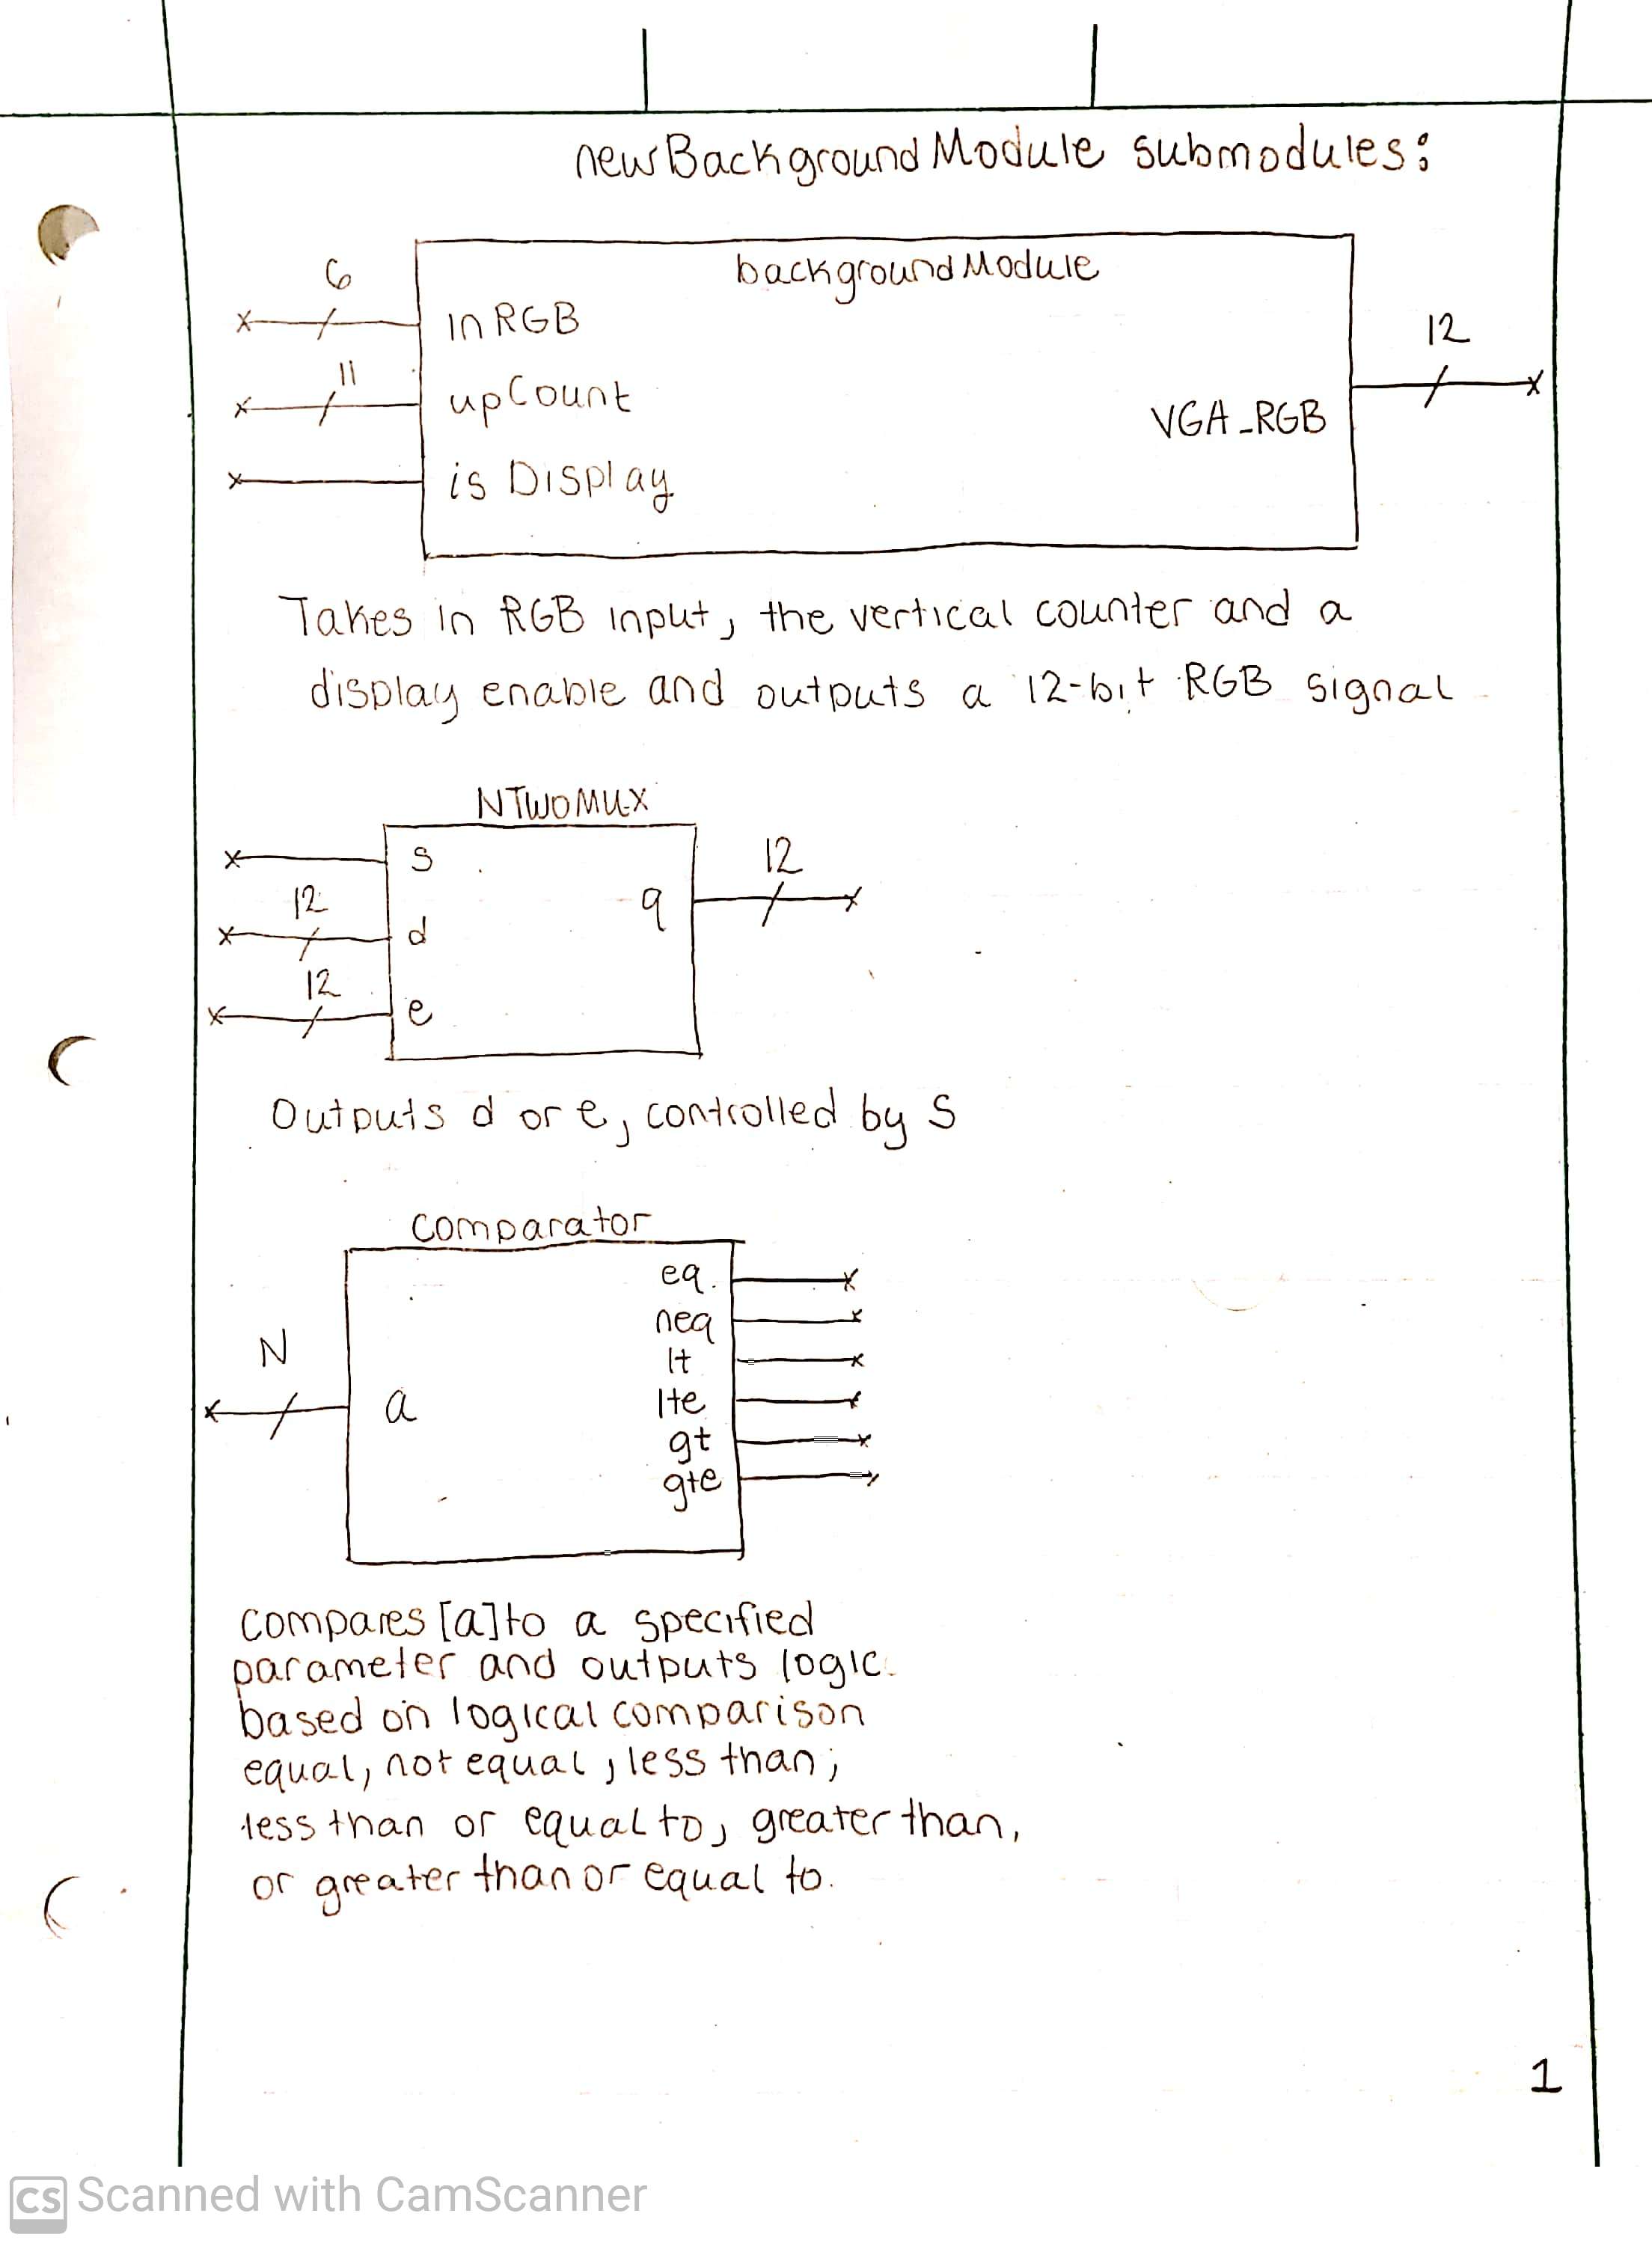 newBackgroundModule submodules:
backgroundModule
6
inRGB
12
11
upCount
VGA_RGB
isDisplay
Takes in RGB input, the vertical counter and a
display enable and outputs a 12-bit RGB signal
NTWOMUX
s
12
12
q
d
12
e
Outputs d or e, controlled by S
comparator
eq
neq
N
lt
a
lte
gt
gte
compares [a] to a specified
parameter and outputs logic
based on logical comparison
equal, not equal, less than,
less than or equal to, greater than,
or greater than or equal to.
1
CS Scanned with CamScanner